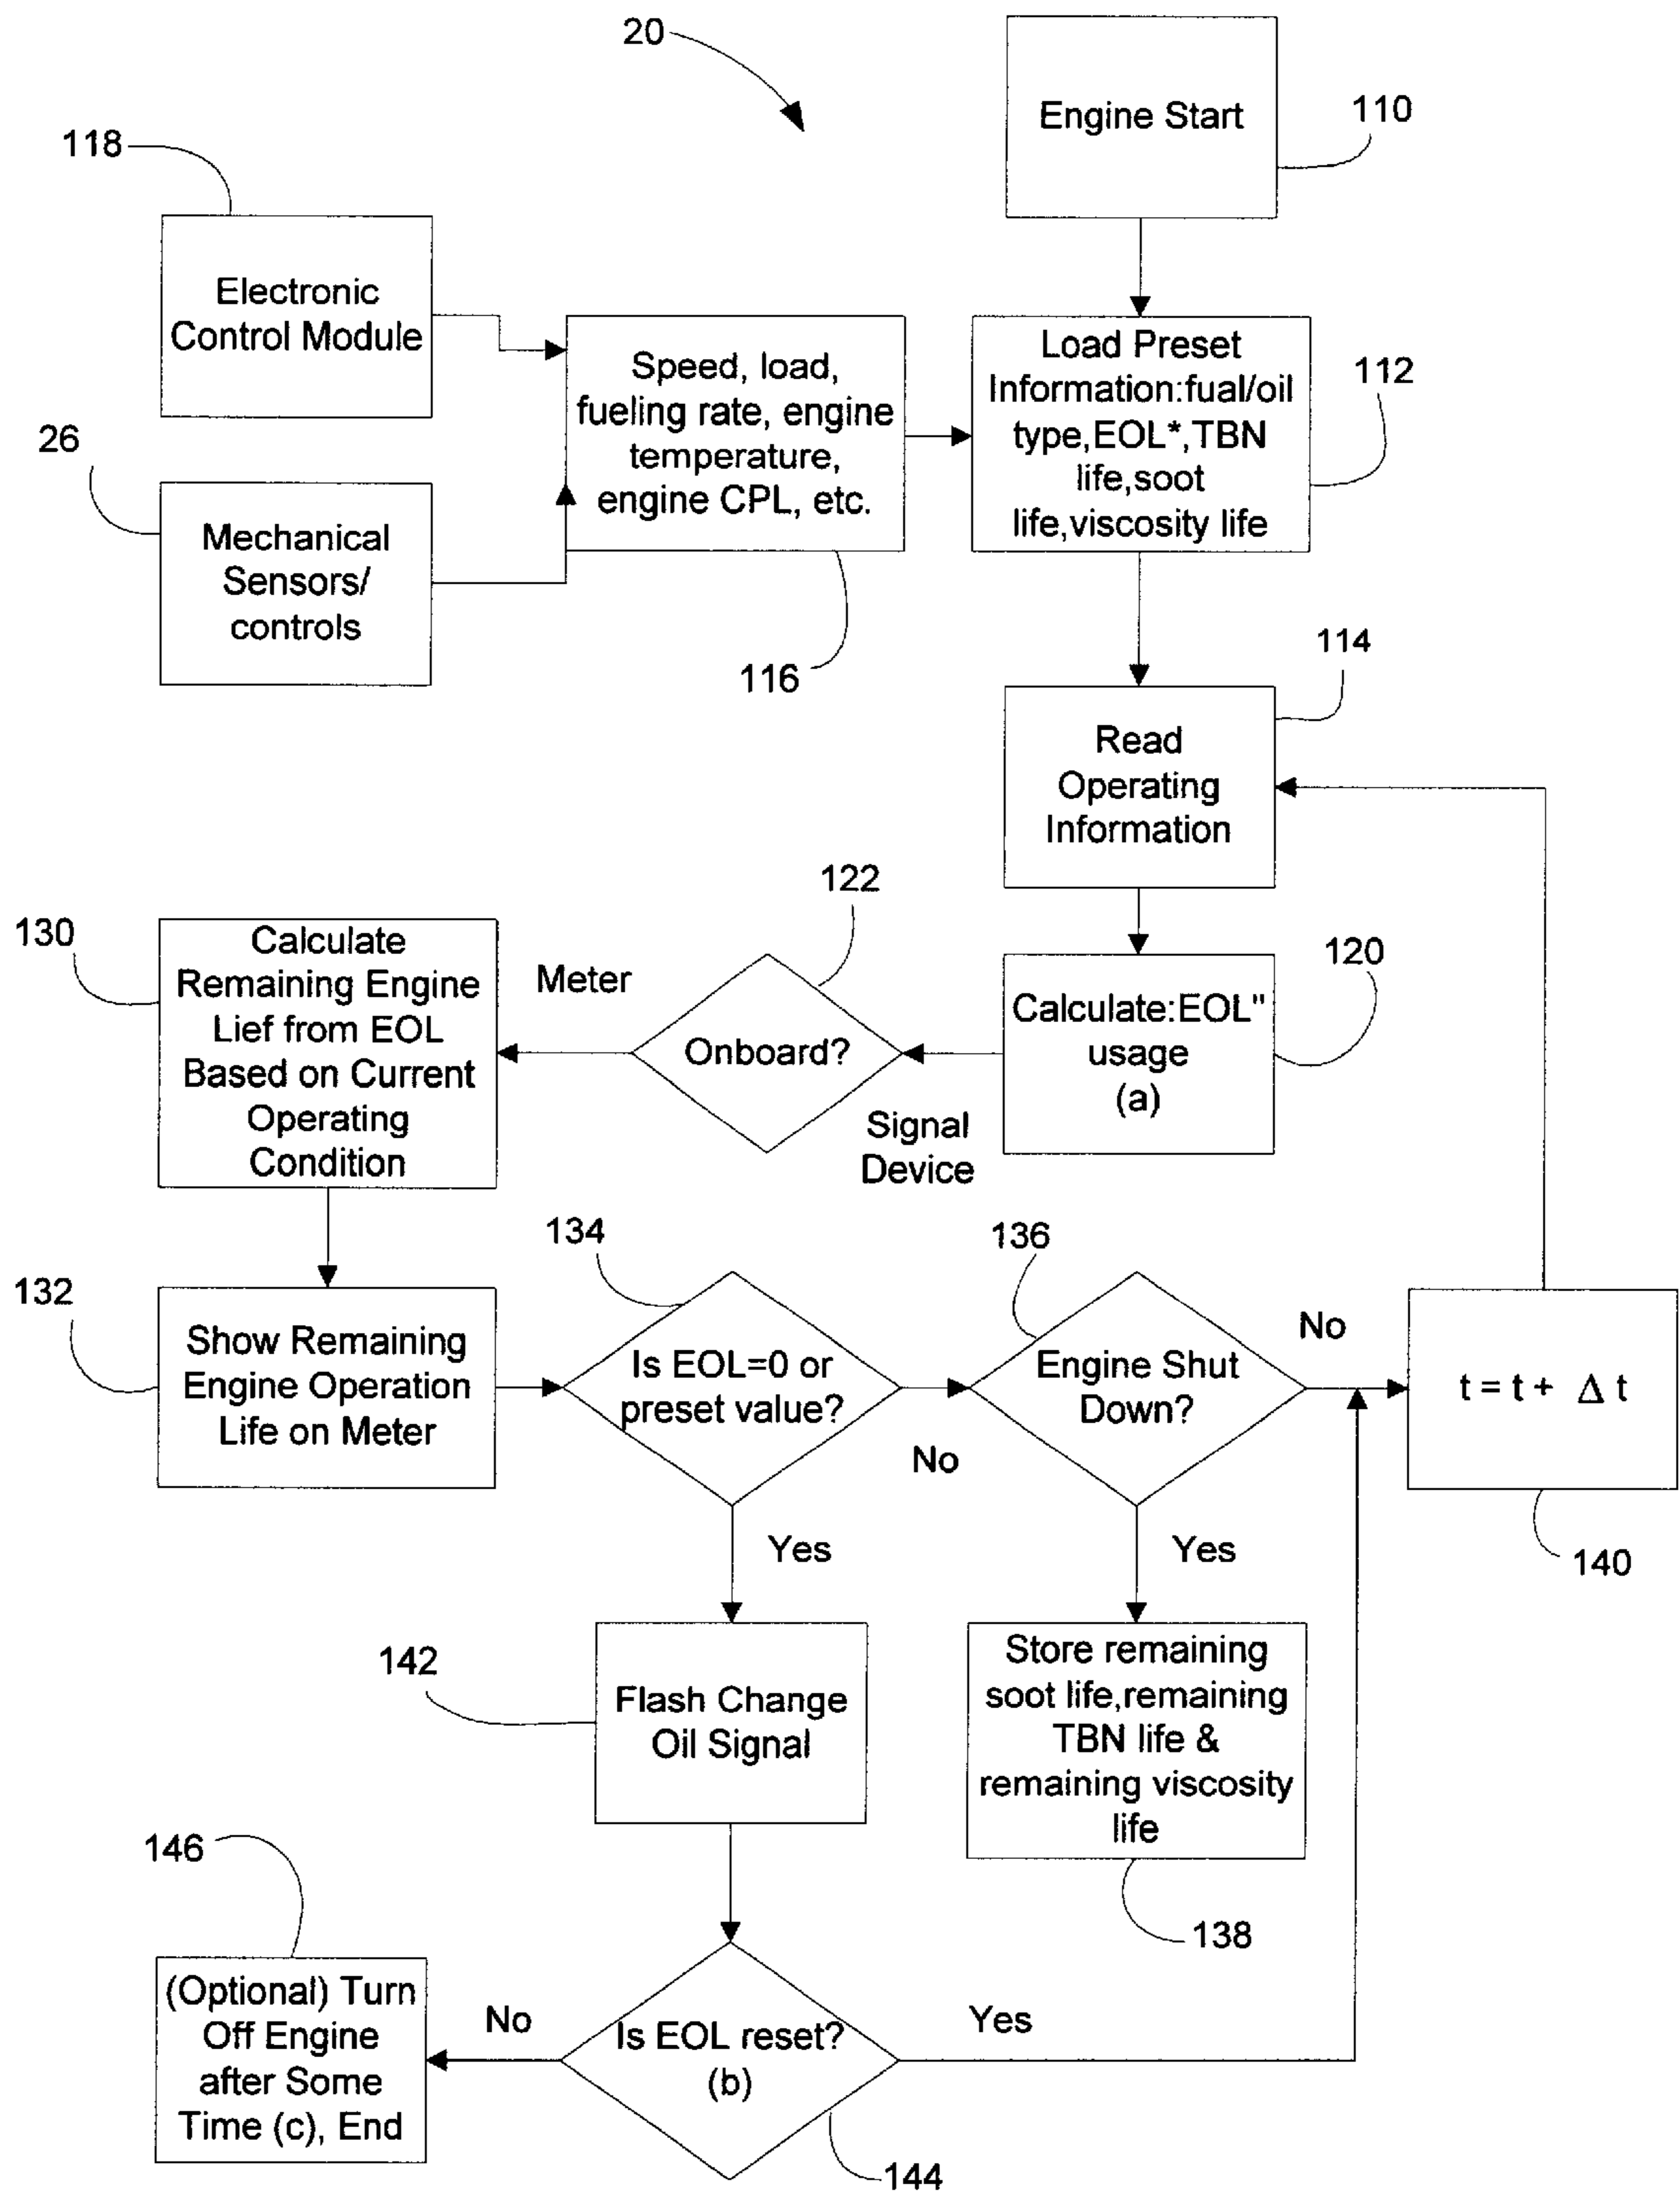 20
Engine Start
110
118
Electronic
Control Module
26
Mechanical
Sensors/
controls
Speed, load,
fueling rate, engine
temperature,
engine CPL, etc.
116
Load Preset
Information:fual/oil
type,EOL*,TBN
life,soot
life,viscosity life
112
114
Read
Operating
Information
122
120
Calculate:EOL"
usage
(a)
Onboard?
Meter
Signal
Device
130
Calculate
Remaining Engine
Lief from EOL
Based on Current
Operating
Condition
132
Show Remaining
Engine Operation
Life on Meter
134
Is EOL=0 or
preset value?
No
Yes
136
Engine Shut
Down?
No
Yes
t = t + Δ t
140
142
Flash Change
Oil Signal
Store remaining
soot life,remaining
TBN life &
remaining viscosity
life
138
146
(Optional) Turn
Off Engine
after Some
Time (c), End
No
Is EOL reset?
(b)
Yes
144